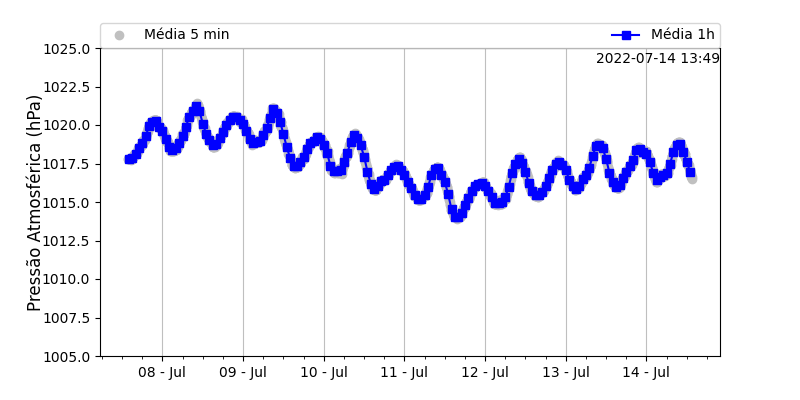 Média 5 min
Média 1h
2022-07-14 13:49
Pressão Atmosférica (hPa)
1025.0
1022.5
1020.0
1017.5
1015.0
1012.5
1010.0
1007.5
1005.0
08 - Jul
09 - Jul
10 - Jul
11 - Jul
12 - Jul
13 - Jul
14 - Jul